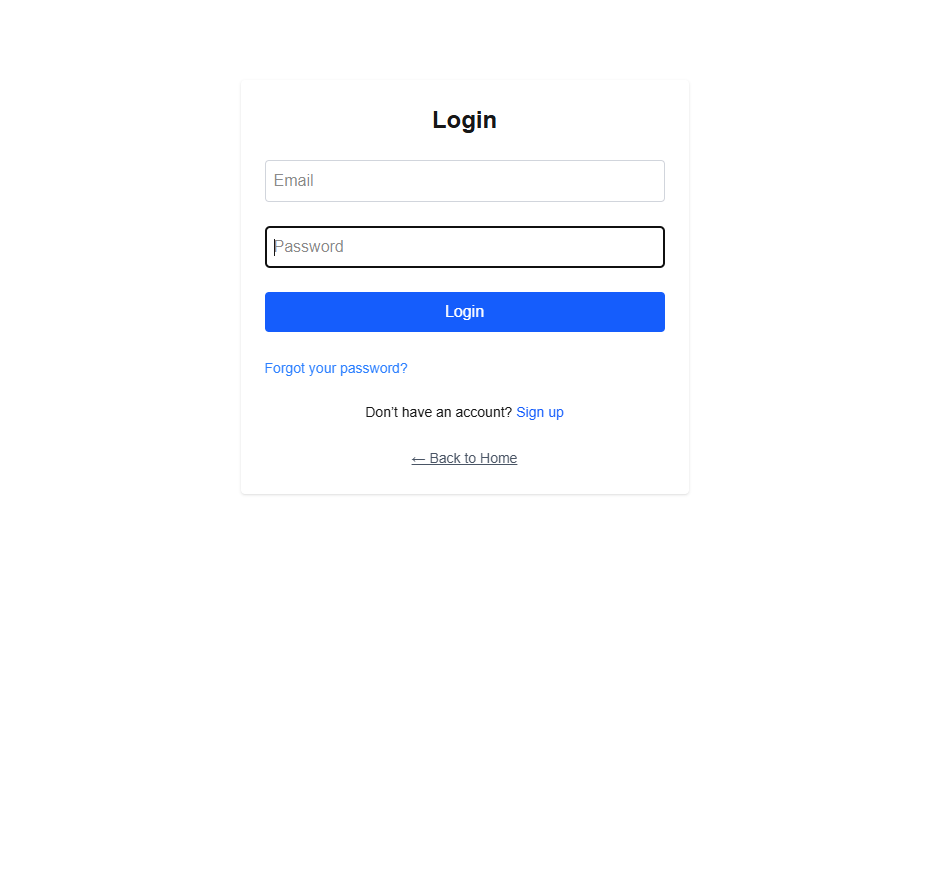 Login
Email
Password
Login
Forgot your password?
Don't have an account? Sign up
← Back to Home